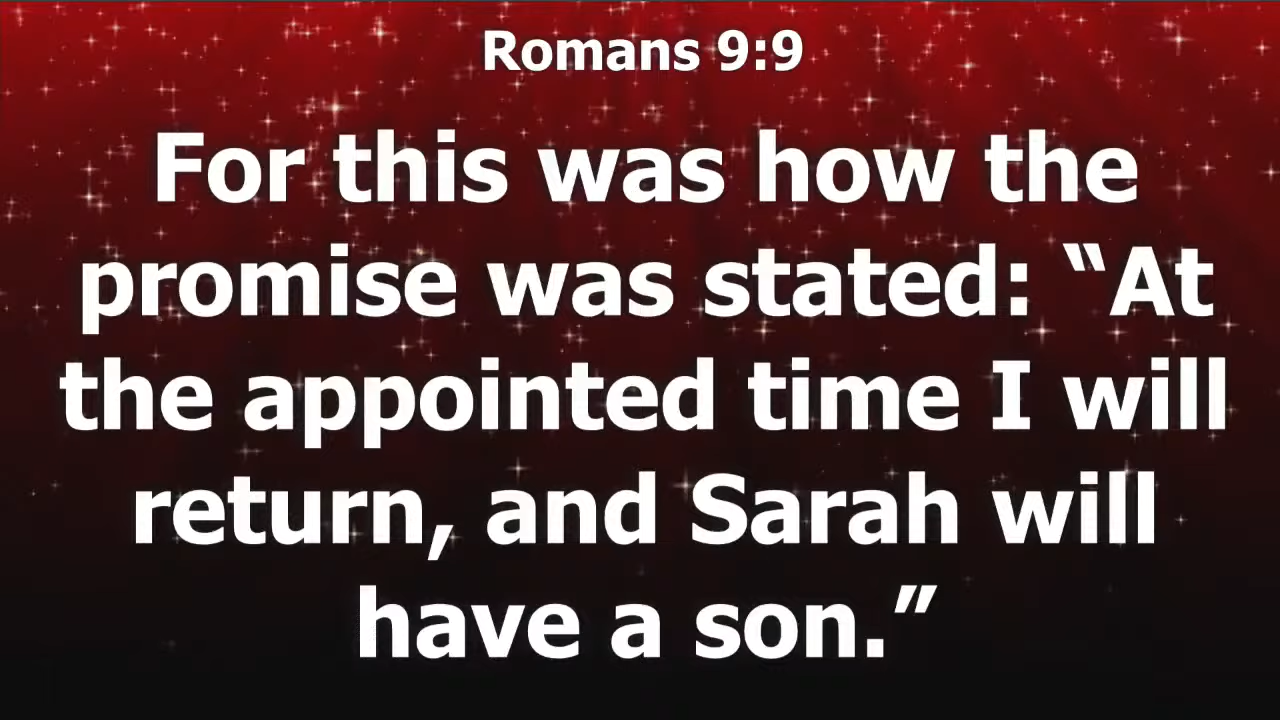 Romans 9:9
For this was how the
promise was stated: “At
the appointed time I will
return, and Sarah will
have a son.”